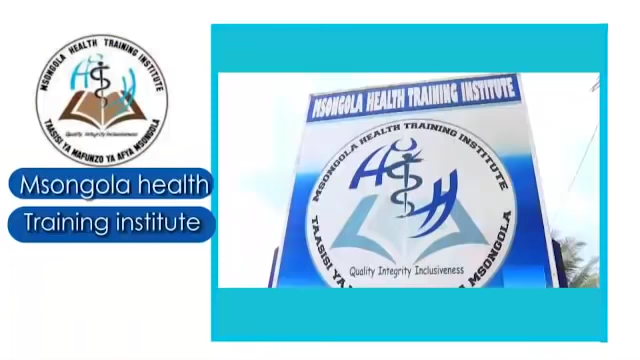 MSONGOLA HEALTH TRAINING INSTITUTE
Quality Integrity Inclusiveness
TAASISI YA MAFUNZO YA AFYA MSONGOLA
Msongola health
Training institute
MSONGOLA HEALTH TRAINING INSTITUTE
MSONGOLA HEALTH TRAINING INSTITUTE
Quality Integrity Inclusiveness
TAASISI YA MSONGOLA